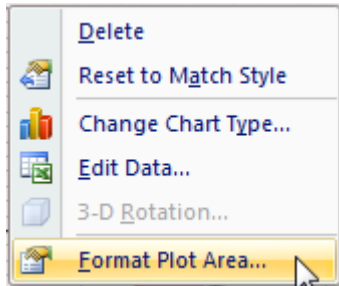 Delete
Reset to Match Style
Change Chart Type...
Edit Data...
3-D Rotation...
Format Plot Area...